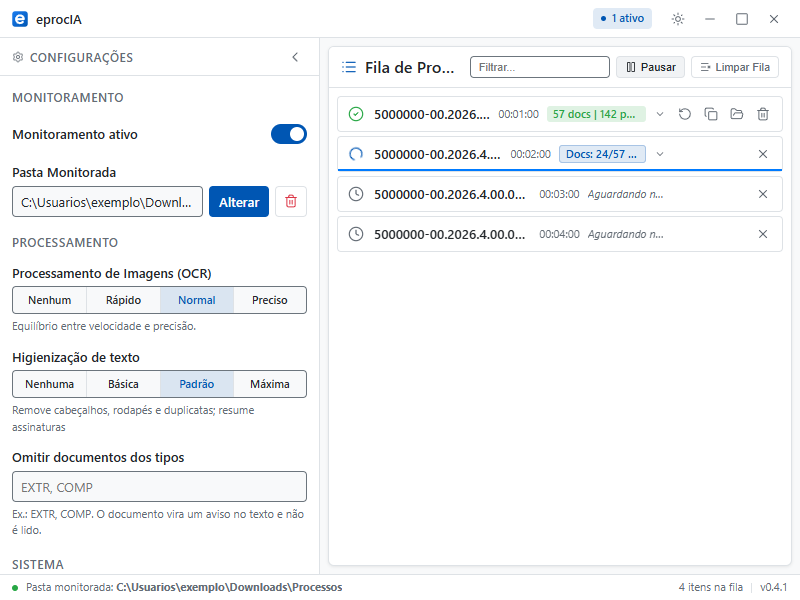 eprocIA
1 ativo
CONFIGURAÇÕES
MONITORAMENTO
Monitoramento ativo
Pasta Monitorada
C:\Usuarios\exemplo\Downl...
Alterar
PROCESSAMENTO
Processamento de Imagens (OCR)
Nenhum Rápido Normal Preciso
Equilíbrio entre velocidade e precisão.
Higienização de texto
Nenhuma Básica Padrão Máxima
Remove cabeçalhos, rodapés e duplicatas; resume
assinaturas
Omitir documentos dos tipos
EXTR, COMP
Ex.: EXTR, COMP. O documento vira um aviso no texto e não
é lido.
SISTEMA
Fila de Pro... Filtrar... Pausar Limpar Fila
5000000-00.2026.... 00:01:00 57 docs | 142 p...
5000000-00.2026.4.... 00:02:00 Docs: 24/57 ...
5000000-00.2026.4.00.0... 00:03:00 Aguardando n...
5000000-00.2026.4.00.0... 00:04:00 Aguardando n...
Pasta monitorada: C:\Usuarios\exemplo\Downloads\Processos
4 itens na fila v0.4.1